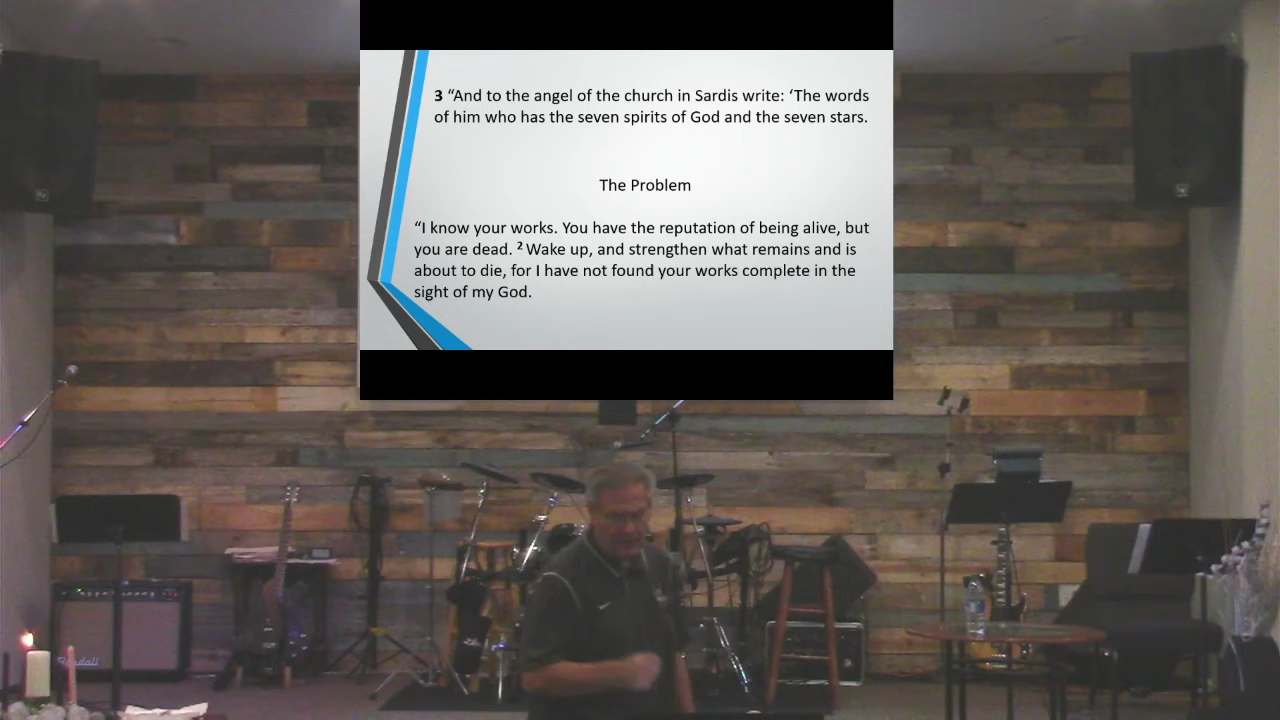 3 “And to the angel of the church in Sardis write: ‘The words
of him who has the seven spirits of God and the seven stars.
The Problem
“I know your works. You have the reputation of being alive, but
you are dead. 2 Wake up, and strengthen what remains and is
about to die, for I have not found your works complete in the
sight of my God.
Randall